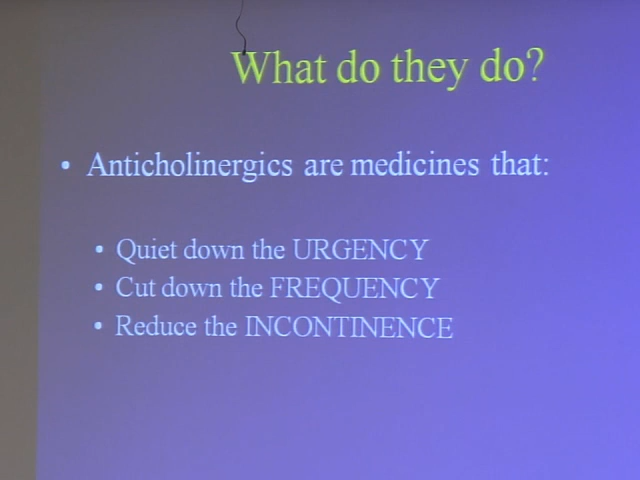 What do they do?
• Anticholinergics are medicines that:
• Quiet down the URGENCY
• Cut down the FREQUENCY
• Reduce the INCONTINENCE